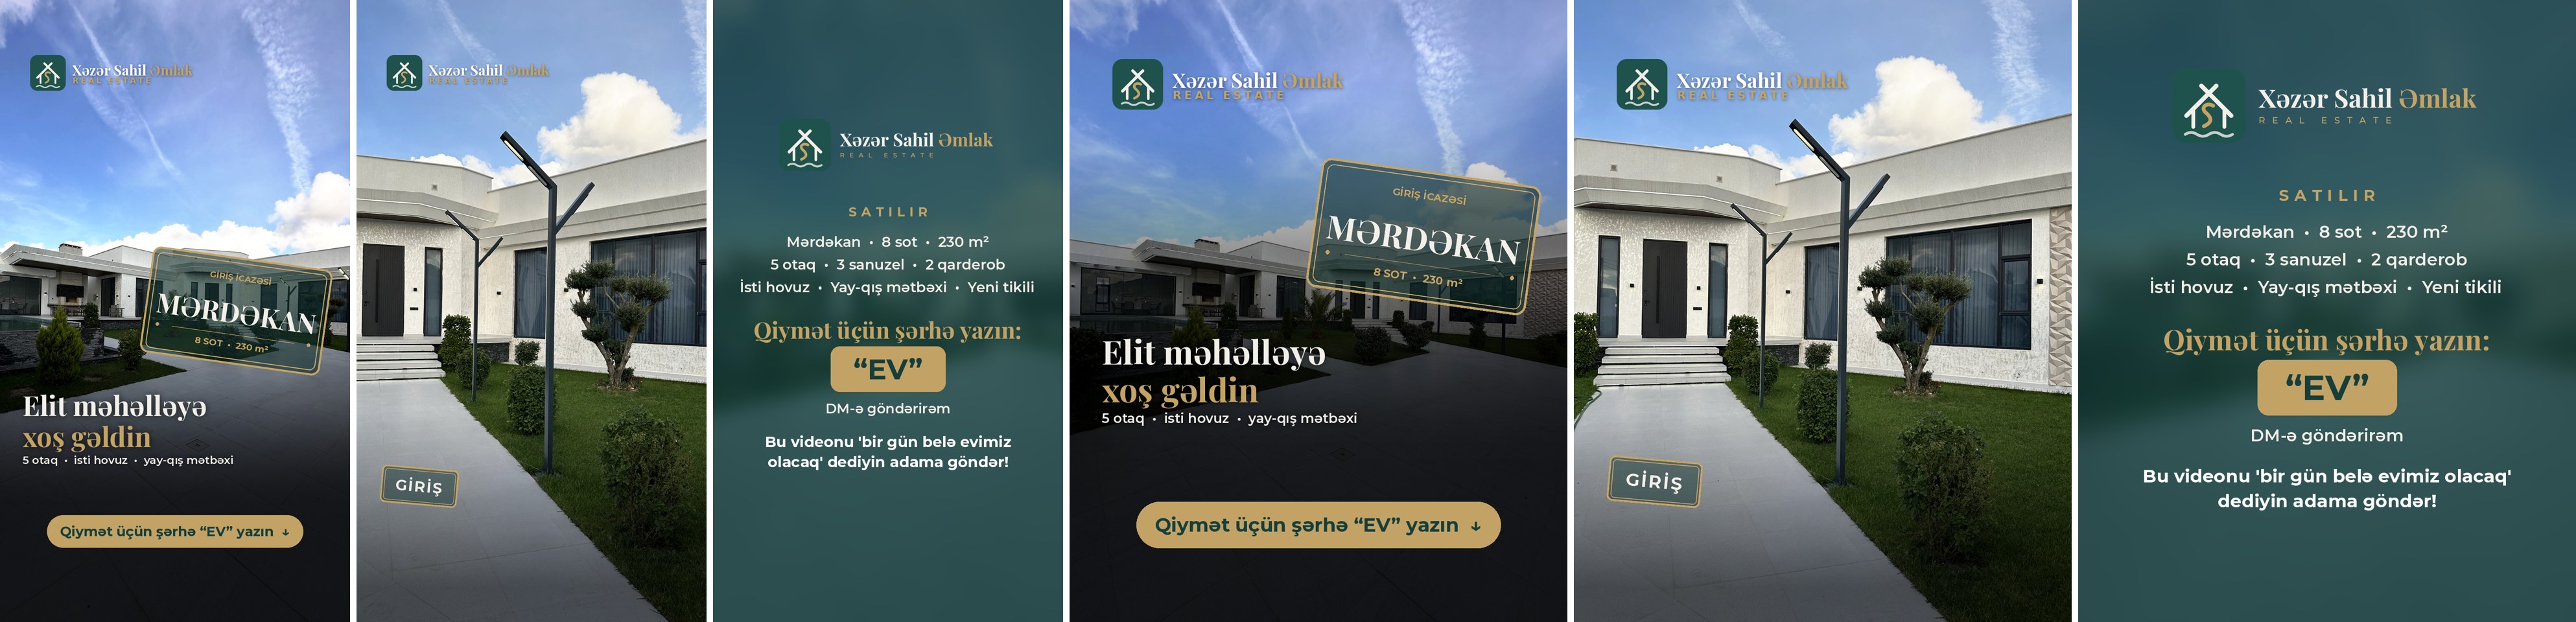 Xəzər Sahil Əmlak
REAL ESTATE
GİRİŞ İCAZƏSİ
MƏRDƏKAN
8 SOT • 230 m²
Elit məhəlləyə
xoş gəldin
5 otaq • isti hovuz • yay-qış mətbəxi
Qiymət üçün şərhə “EV” yazın ↓
Xəzər Sahil Əmlak
REAL ESTATE
GİRİŞ
Xəzər Sahil Əmlak
REAL ESTATE
SATILIR
Mərdəkan • 8 sot • 230 m²
5 otaq • 3 sanuzel • 2 qarderob
İsti hovuz • Yay-qış mətbəxi • Yeni tikili
Qiymət üçün şərhə yazın:
“EV”
DM-ə göndərirəm
Bu videonu 'bir gün belə evimiz
olacaq' dediyin adama göndər!
Xəzər Sahil Əmlak
REAL ESTATE
GİRİŞ İCAZƏSİ
MƏRDƏKAN
8 SOT • 230 m²
Elit məhəlləyə
xoş gəldin
5 otaq • isti hovuz • yay-qış mətbəxi
Qiymət üçün şərhə “EV” yazın ↓
Xəzər Sahil Əmlak
REAL ESTATE
GİRİŞ
Xəzər Sahil Əmlak
REAL ESTATE
SATILIR
Mərdəkan • 8 sot • 230 m²
5 otaq • 3 sanuzel • 2 qarderob
İsti hovuz • Yay-qış mətbəxi • Yeni tikili
Qiymət üçün şərhə yazın:
“EV”
DM-ə göndərirəm
Bu videonu 'bir gün belə evimiz olacaq'
dediyin adama göndər!